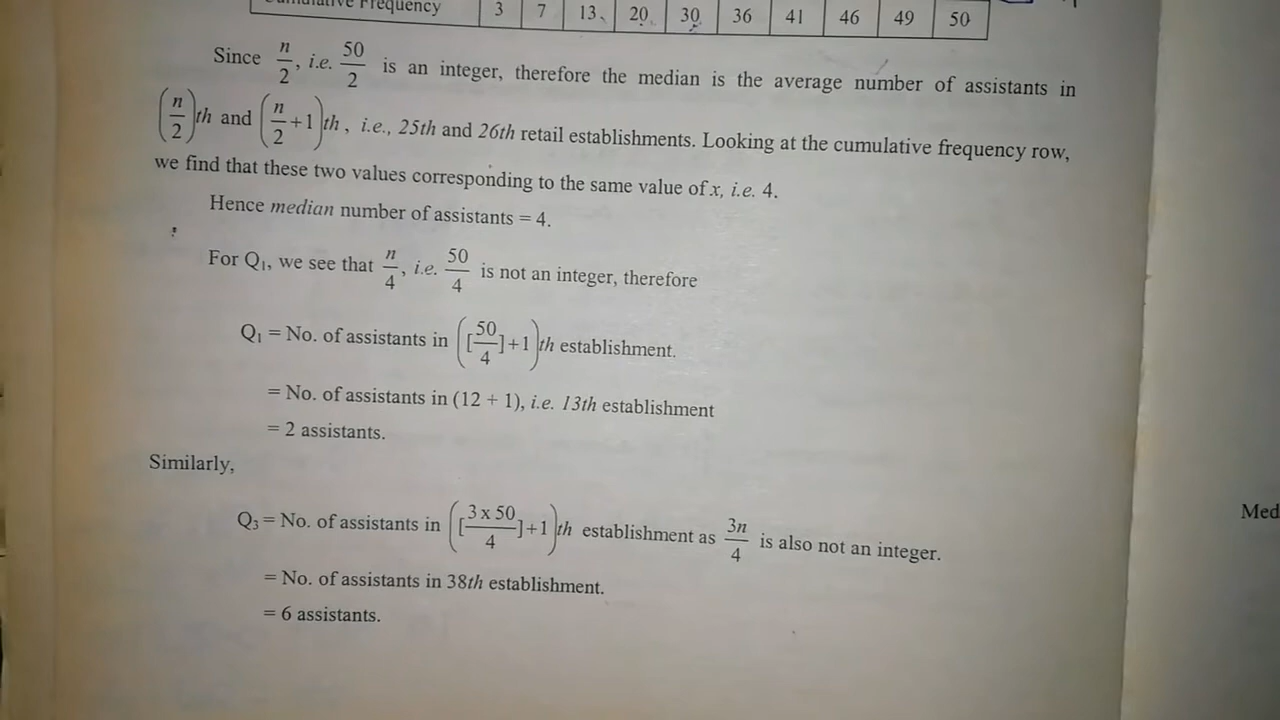 Cumulative Frequency 3 7 13 20 30 36 41 46 49 50
Since n/2, i.e. 50/2 is an integer, therefore the median is the average number of assistants in
(n/2)th and (n/2+1)th, i.e., 25th and 26th retail establishments. Looking at the cumulative frequency row,
we find that these two values corresponding to the same value of x, i.e. 4.
Hence median number of assistants = 4.
For Q₁, we see that n/4, i.e. 50/4 is not an integer, therefore
Q₁ = No. of assistants in ([50/4]+1)th establishment.
= No. of assistants in (12 + 1), i.e. 13th establishment
= 2 assistants.
Similarly,
Q₃ = No. of assistants in ([3 x 50/4]+1)th establishment as 3n/4 is also not an integer.
= No. of assistants in 38th establishment.
= 6 assistants.
Med